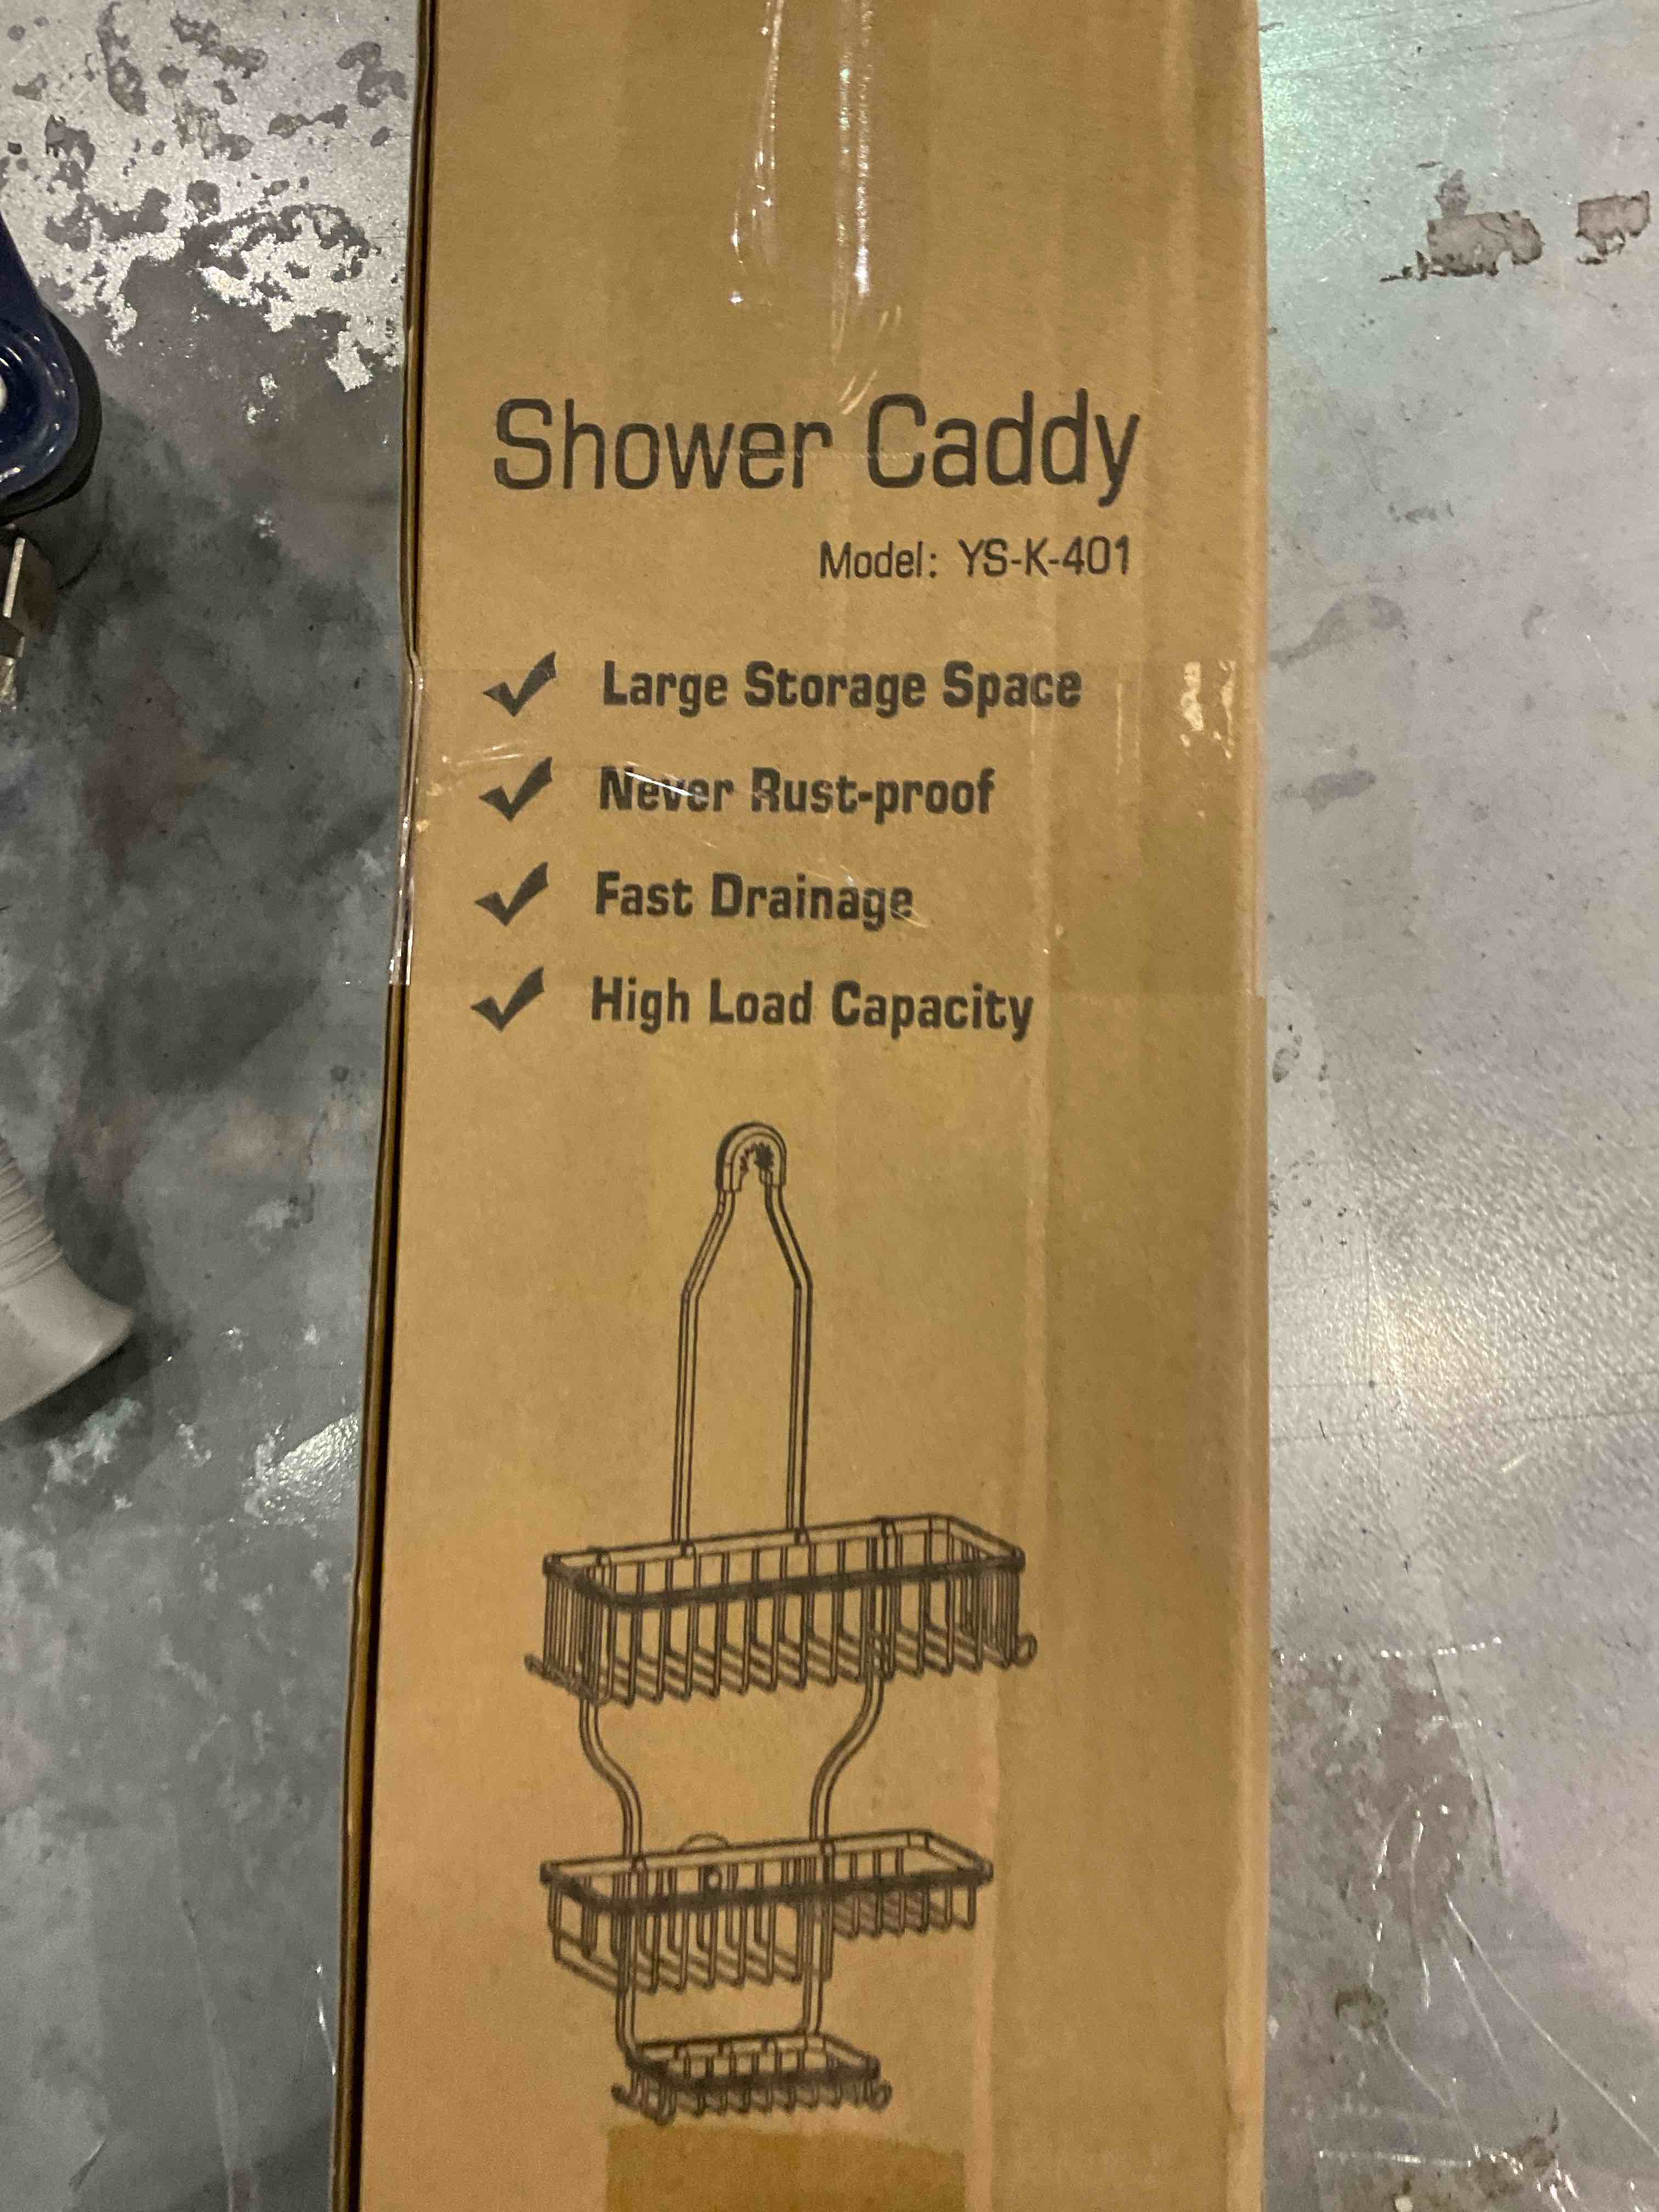 Shower Caddy
Model: YS-K-401
Large Storage Space
Never Rust-proof
Fast Drainage
High Load Capacity